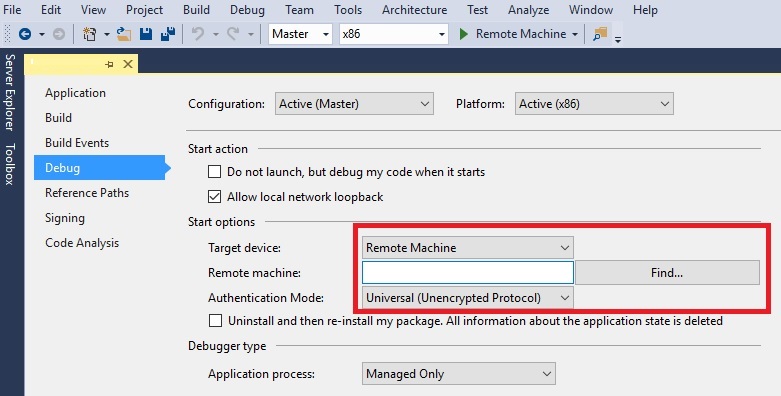 File Edit View Project Build Debug Team Tools Architecture Test Analyze Window Help
Master x86 Remote Machine
Server Explorer
Toolbox
Application
Build
Build Events
Debug
Reference Paths
Signing
Code Analysis
Configuration: Active (Master) Platform: Active (x86)
Start action
Do not launch, but debug my code when it starts
Allow local network loopback
Start options
Target device: Remote Machine
Remote machine: Find...
Authentication Mode: Universal (Unencrypted Protocol)
Uninstall and then re-install my package. All information about the application state is deleted
Debugger type
Application process: Managed Only